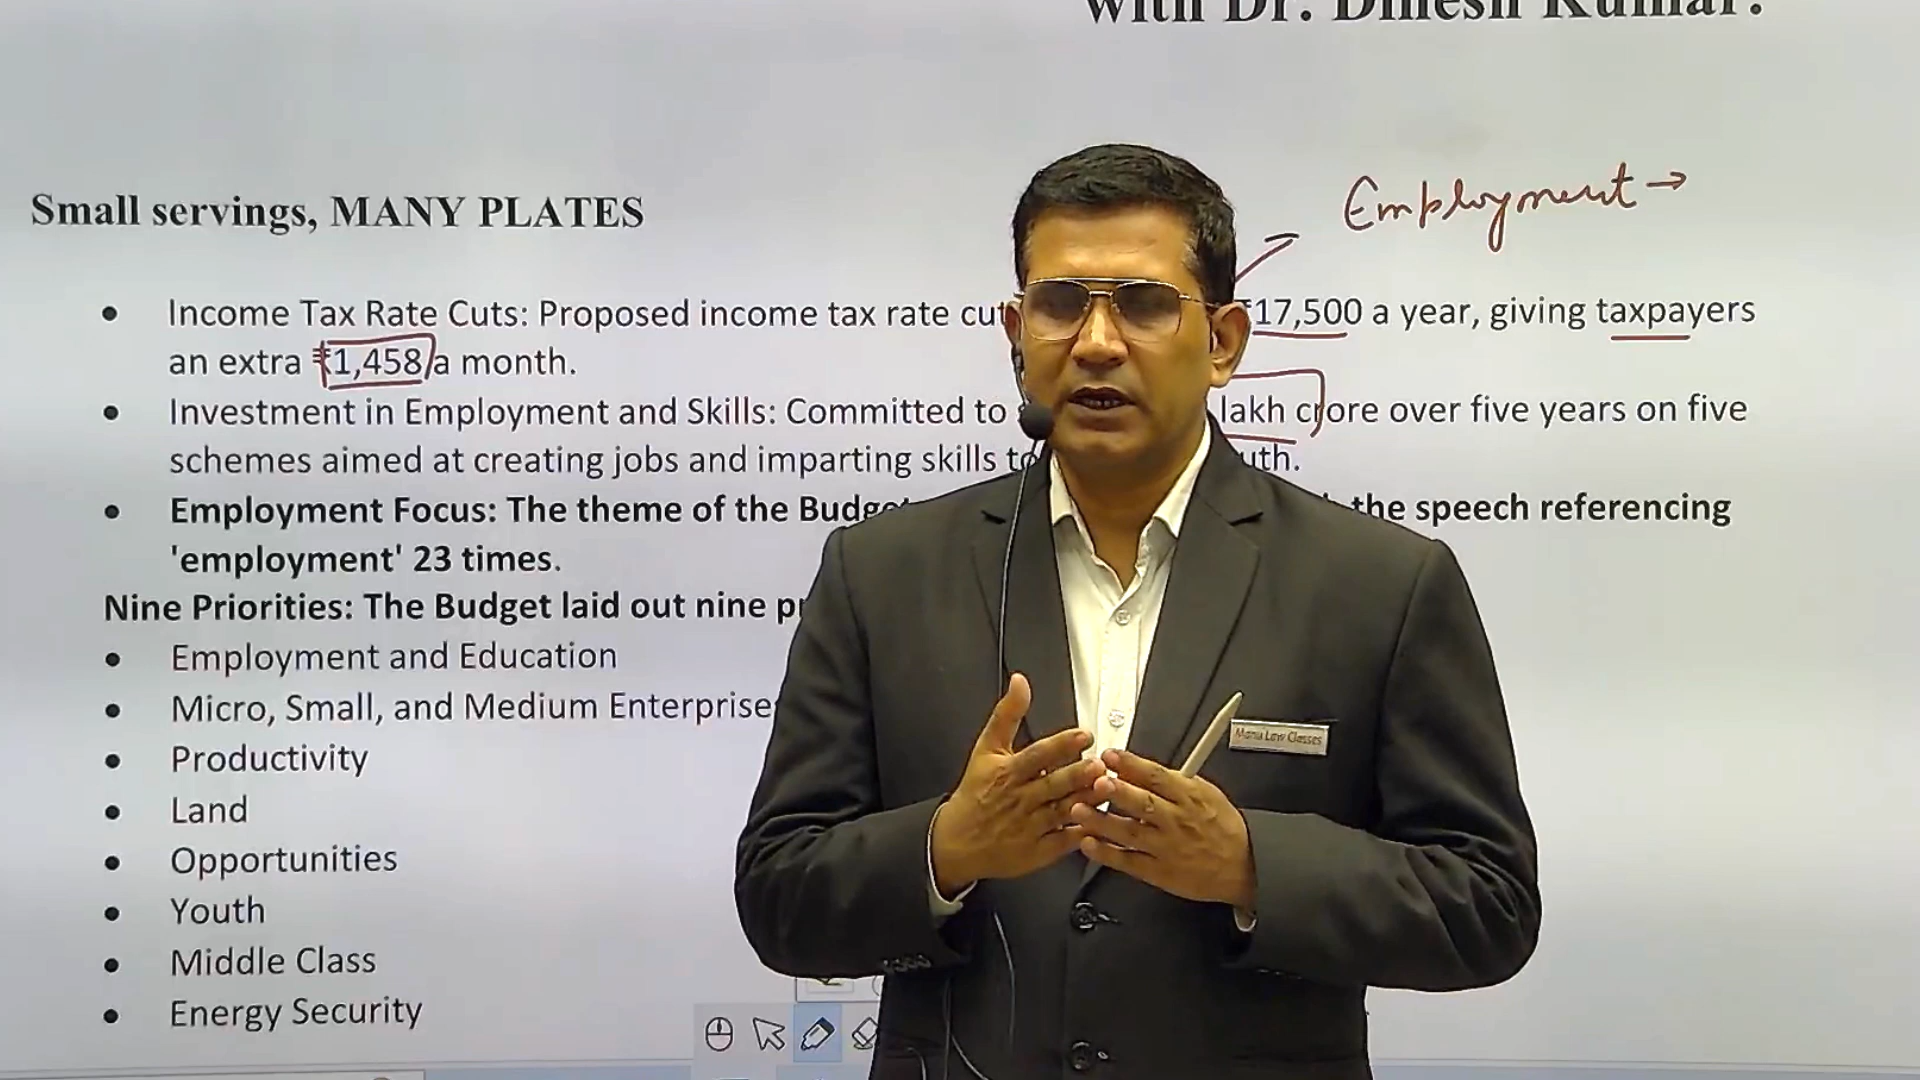 with Dr. Dinesh Kumar.
Employment →
Small servings, MANY PLATES
• Income Tax Rate Cuts: Proposed income tax rate cut ₹17,500 a year, giving taxpayers
an extra ₹1,458 a month.
• Investment in Employment and Skills: Committed to lakh crore over five years on five
schemes aimed at creating jobs and imparting skills to
• Employment Focus: The theme of the the speech referencing
'employment' 23 times.
Nine Priorities: The Budget laid out nine
• Employment and Education
• Micro, Small, and Medium Enterprise
• Productivity
• Land
• Opportunities
• Youth
• Middle Class
• Energy Security
Manu Law Classes